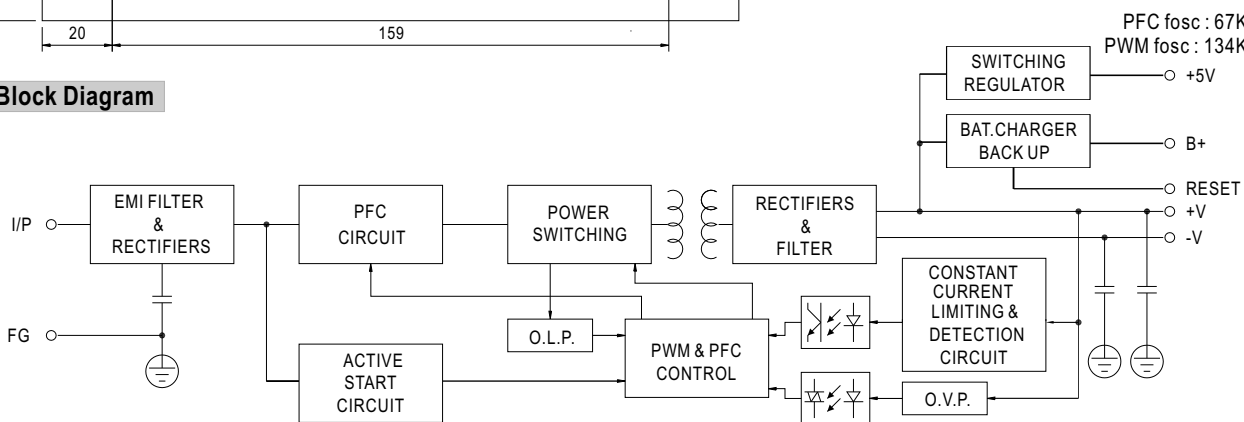 20
159
PFC fosc : 67K
PWM fosc : 134K
Block Diagram
SWITCHING
REGULATOR
+5V
BAT.CHARGER
BACK UP
B+
RESET
+V
-V
I/P
EMI FILTER
&
RECTIFIERS
PFC
CIRCUIT
POWER
SWITCHING
RECTIFIERS
&
FILTER
CONSTANT
CURRENT
LIMITING &
DETECTION
CIRCUIT
FG
O.L.P.
PWM & PFC
CONTROL
ACTIVE
START
CIRCUIT
O.V.P.